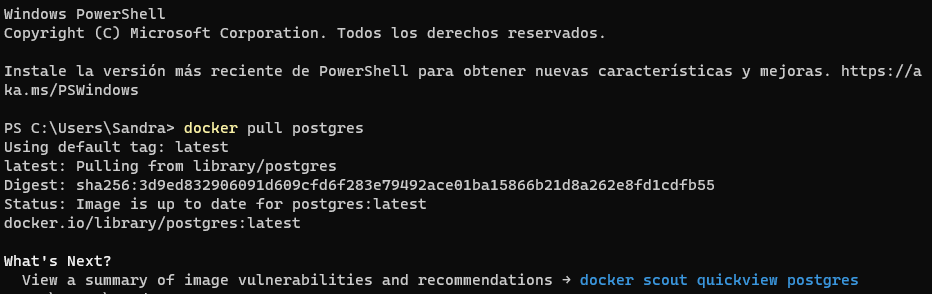 Windows PowerShell
Copyright (C) Microsoft Corporation. Todos los derechos reservados.
Instale la versión más reciente de PowerShell para obtener nuevas características y mejoras. https://a
ka.ms/PSWindows
PS C:\Users\Sandra> docker pull postgres
Using default tag: latest
latest: Pulling from library/postgres
Digest: sha256:3d9ed832906091d609cfd6f283e79492ace01ba15866b21d8a262e8fd1cdfb55
Status: Image is up to date for postgres:latest
docker.io/library/postgres:latest
What's Next?
  View a summary of image vulnerabilities and recommendations → docker scout quickview postgres